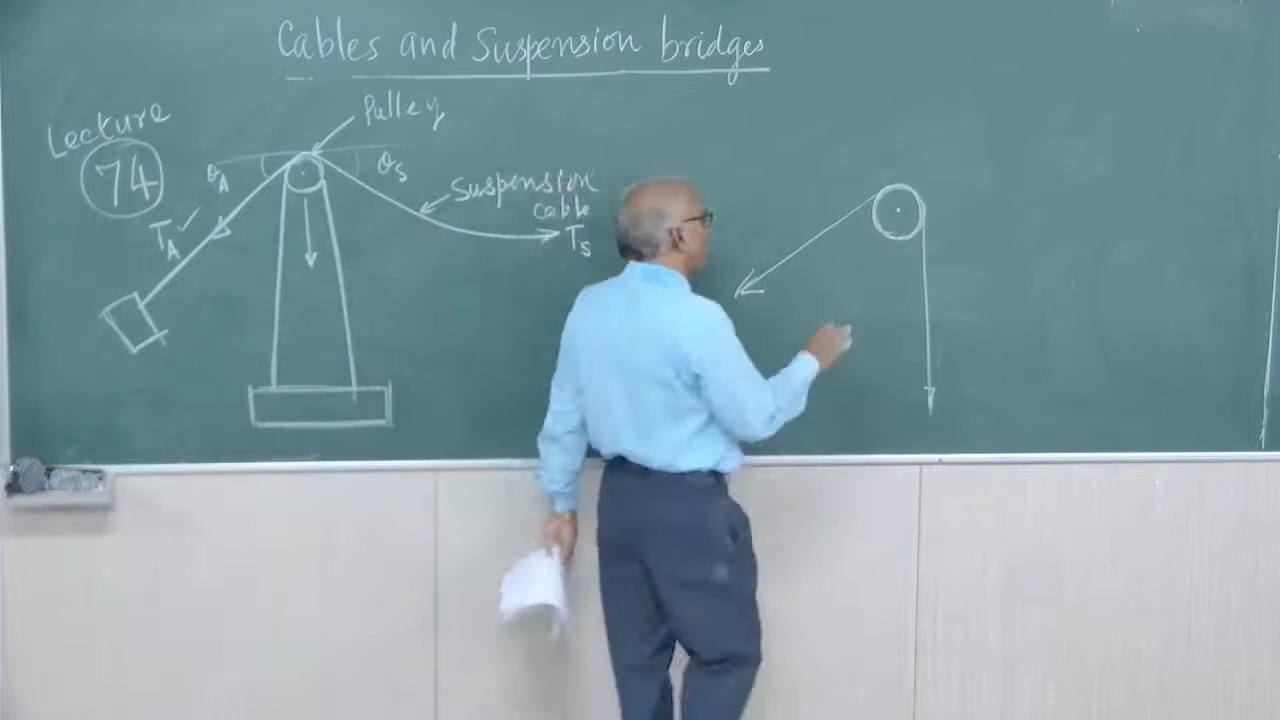 Cables and Suspension bridges
Lecture
74
Pulley
θA
θS
Suspension
cable
TA
TS